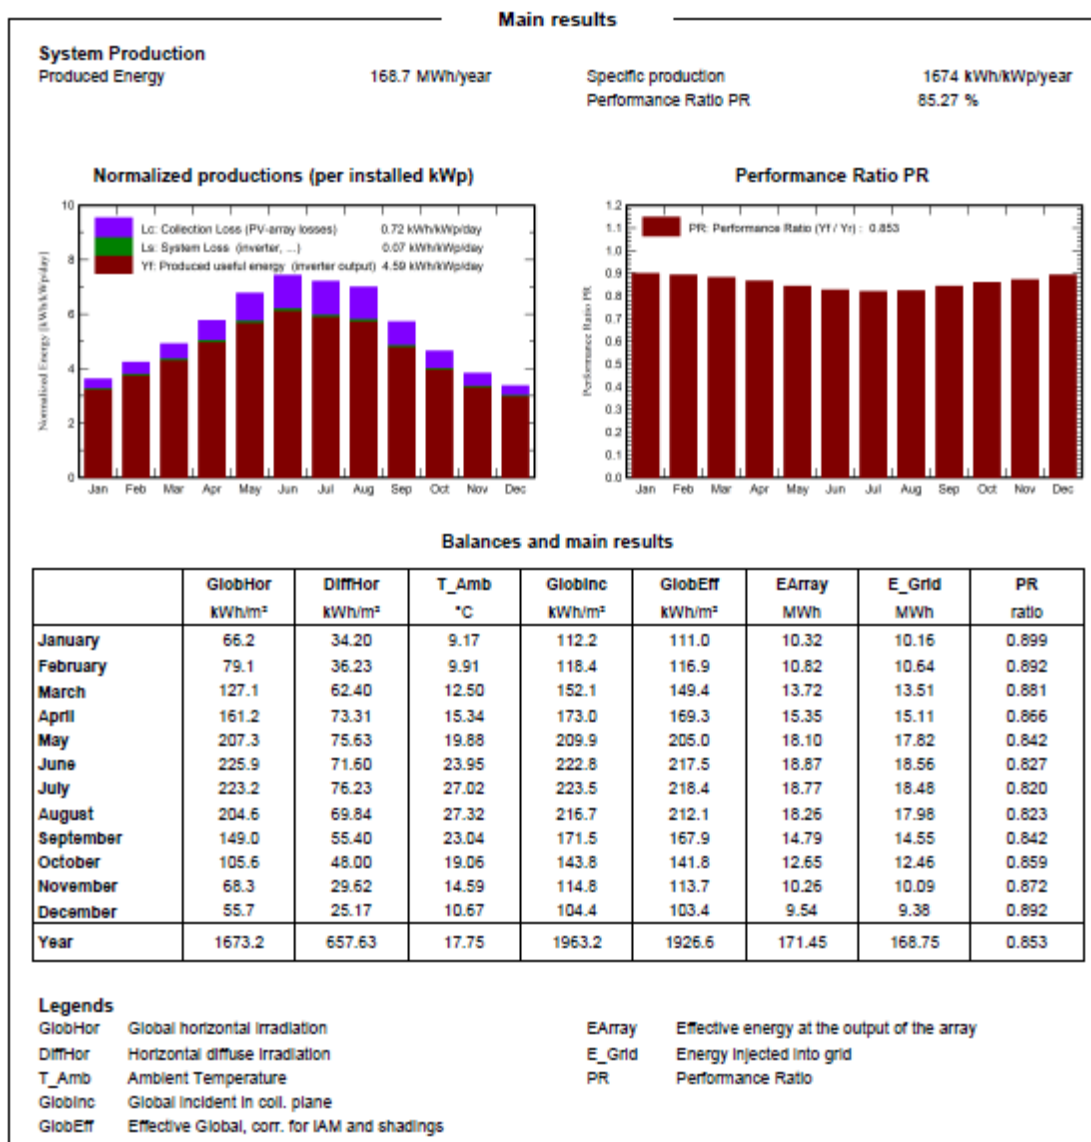 Main results
System Production
Produced Energy 168.7 MWh/year Specific production 1674 kWh/kWp/year
Performance Ratio PR 85.27 %
Normalized productions (per installed kWp)
10
8
6
4
2
0
Normalized Energy [kWh/kWp/day]
Lc: Collection Loss (PV-array losses) 0.72 kWh/kWp/day
Ls: System Loss (inverter, ...) 0.07 kWh/kWp/day
Yf: Produced useful energy (inverter output) 4.59 kWh/kWp/day
Jan Feb Mar Apr May Jun Jul Aug Sep Oct Nov Dec
Performance Ratio PR
1.2
1.1
1.0
0.9
0.8
0.7
0.6
0.5
0.4
0.3
0.2
0.1
0.0
Performance Ratio PR
PR: Performance Ratio (Yf / Yr) : 0.853
Jan Feb Mar Apr May Jun Jul Aug Sep Oct Nov Dec
Balances and main results
GlobHor DiffHor T_Amb GlobInc GlobEff EArray E_Grid PR
kWh/m² kWh/m² °C kWh/m² kWh/m² MWh MWh ratio
January 66.2 34.20 9.17 112.2 111.0 10.32 10.16 0.899
February 79.1 36.23 9.91 118.4 116.9 10.82 10.64 0.892
March 127.1 62.40 12.50 152.1 149.4 13.72 13.51 0.881
April 161.2 73.31 15.34 173.0 169.3 15.35 15.11 0.866
May 207.3 75.63 19.88 209.9 205.0 18.10 17.82 0.842
June 225.9 71.60 23.95 222.8 217.5 18.87 18.56 0.827
July 223.2 76.23 27.02 223.5 218.4 18.77 18.48 0.820
August 204.6 69.84 27.32 216.7 212.1 18.26 17.98 0.823
September 149.0 55.40 23.04 171.5 167.9 14.79 14.55 0.842
October 105.6 48.00 19.06 143.8 141.8 12.65 12.46 0.859
November 68.3 29.62 14.59 114.8 113.7 10.26 10.09 0.872
December 55.7 25.17 10.67 104.4 103.4 9.54 9.38 0.892
Year 1673.2 657.63 17.75 1963.2 1926.6 171.45 168.75 0.853
Legends
GlobHor Global horizontal irradiation EArray Effective energy at the output of the array
DiffHor Horizontal diffuse irradiation E_Grid Energy injected into grid
T_Amb Ambient Temperature PR Performance Ratio
GlobInc Global incident in coll. plane
GlobEff Effective Global, corr. for IAM and shadings